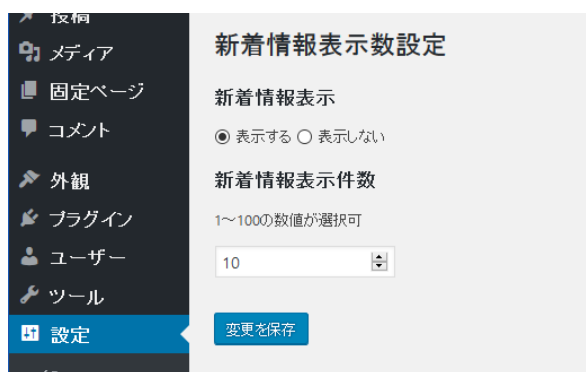 投稿
メディア
固定ページ
コメント
外観
プラグイン
ユーザー
ツール
設定
新着情報表示数設定
新着情報表示
表示する 表示しない
新着情報表示件数
1～100の数値が選択可
10
変更を保存